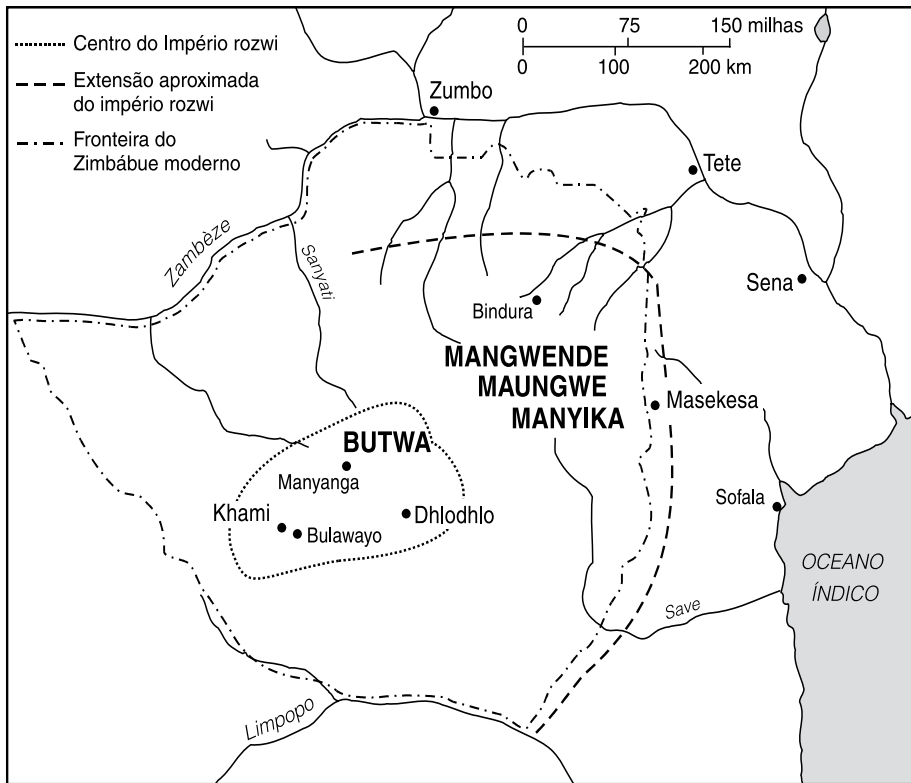 Centro do Império rozwi
Extensão aproximada
do império rozwi
Fronteira do
Zimbábue moderno
0 75 150 milhas
0 100 200 km
Zumbo
Tete
Zambèze
Sanyati
Sena
Bindura
MANGWENDE
MAUNGWE
MANYIKA
Masekesa
BUTWA
Manyanga
Khami
Bulawayo
Dhlodhlo
Sofala
OCEANO
ÍNDICO
Save
Limpopo